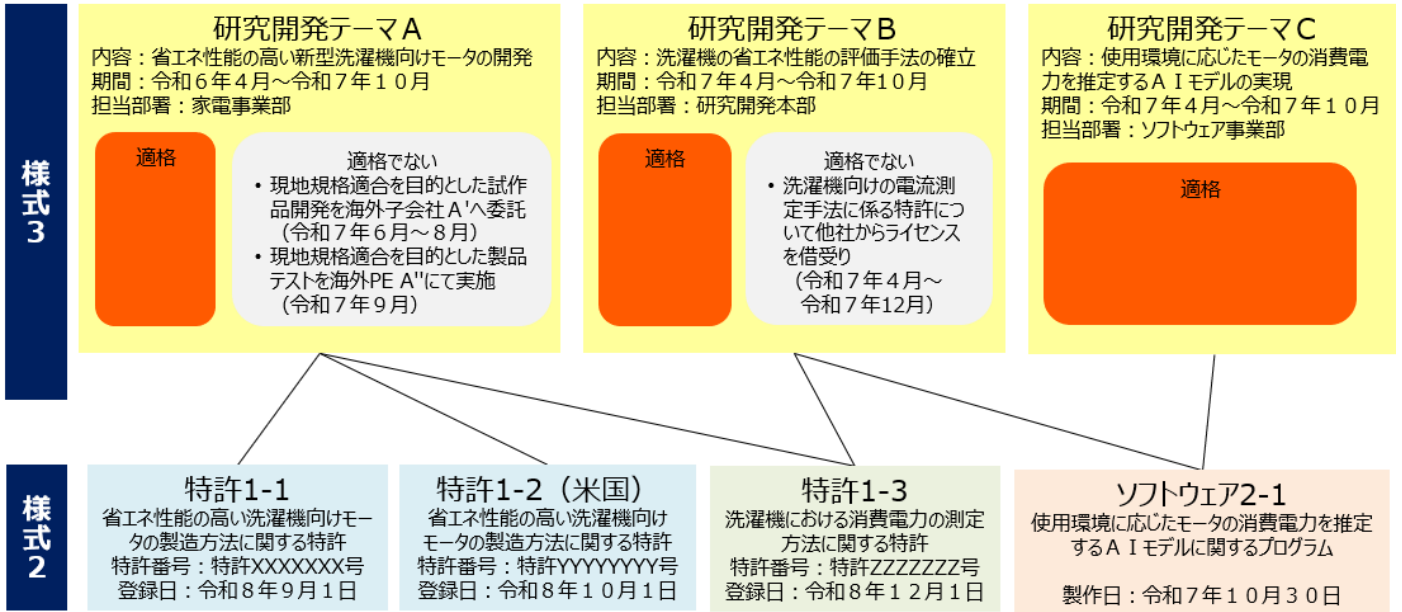 様式3
研究開発テーマA
内容：省エネ性能の高い新型洗濯機向けモータの開発
期間：令和６年４月～令和７年１０月
担当部署：家電事業部
適格
適格でない
• 現地規格適合を目的とした試作
品開発を海外子会社A'へ委託
（令和７年６月～８月）
• 現地規格適合を目的とした製品
テストを海外PE A''にて実施
（令和７年９月）
研究開発テーマB
内容：洗濯機の省エネ性能の評価手法の確立
期間：令和７年４月～令和７年10月
担当部署：研究開発本部
適格
適格でない
• 洗濯機向けの電流測
定手法に係る特許につ
いて他社からライセンス
を借受り
（令和７年４月～
令和７年12月）
研究開発テーマC
内容：使用環境に応じたモータの消費電
力を推定するＡＩモデルの実現
期間：令和７年４月～令和７年１０月
担当部署：ソフトウェア事業部
適格
様式2
特許1-1
省エネ性能の高い洗濯機向けモー
タの製造方法に関する特許
特許番号：特許XXXXXXX号
登録日：令和８年９月１日
特許1-2（米国）
省エネ性能の高い洗濯機向け
モータの製造方法に関する特許
特許番号：特許YYYYYYYY号
登録日：令和８年１０月１日
特許1-3
洗濯機における消費電力の測定
方法に関する特許
特許番号：特許ZZZZZZZ号
登録日：令和８年１２月１日
ソフトウェア2-1
使用環境に応じたモータの消費電力を推定
するＡＩモデルに関するプログラム
製作日：令和７年１０月３０日